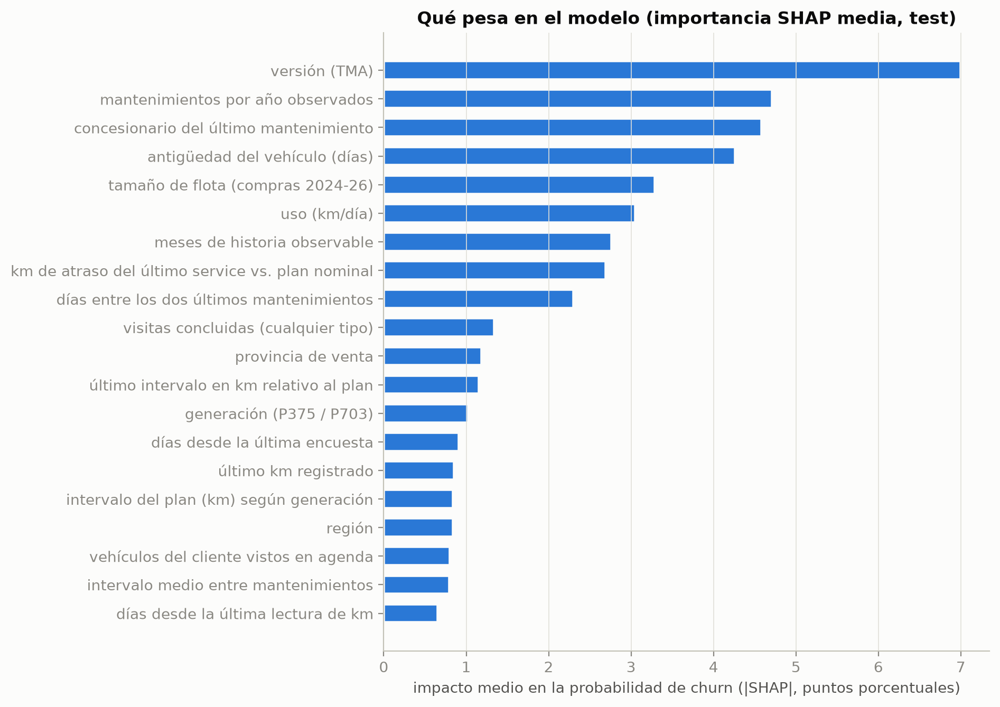 Qué pesa en el modelo (importancia SHAP media, test)
versión (TMA)
mantenimientos por año observados
concesionario del último mantenimiento
antigüedad del vehículo (días)
tamaño de flota (compras 2024-26)
uso (km/día)
meses de historia observable
km de atraso del último service vs. plan nominal
días entre los dos últimos mantenimientos
visitas concluidas (cualquier tipo)
provincia de venta
último intervalo en km relativo al plan
generación (P375 / P703)
días desde la última encuesta
último km registrado
intervalo del plan (km) según generación
región
vehículos del cliente vistos en agenda
intervalo medio entre mantenimientos
días desde la última lectura de km
0 1 2 3 4 5 6 7
impacto medio en la probabilidad de churn (|SHAP|, puntos porcentuales)